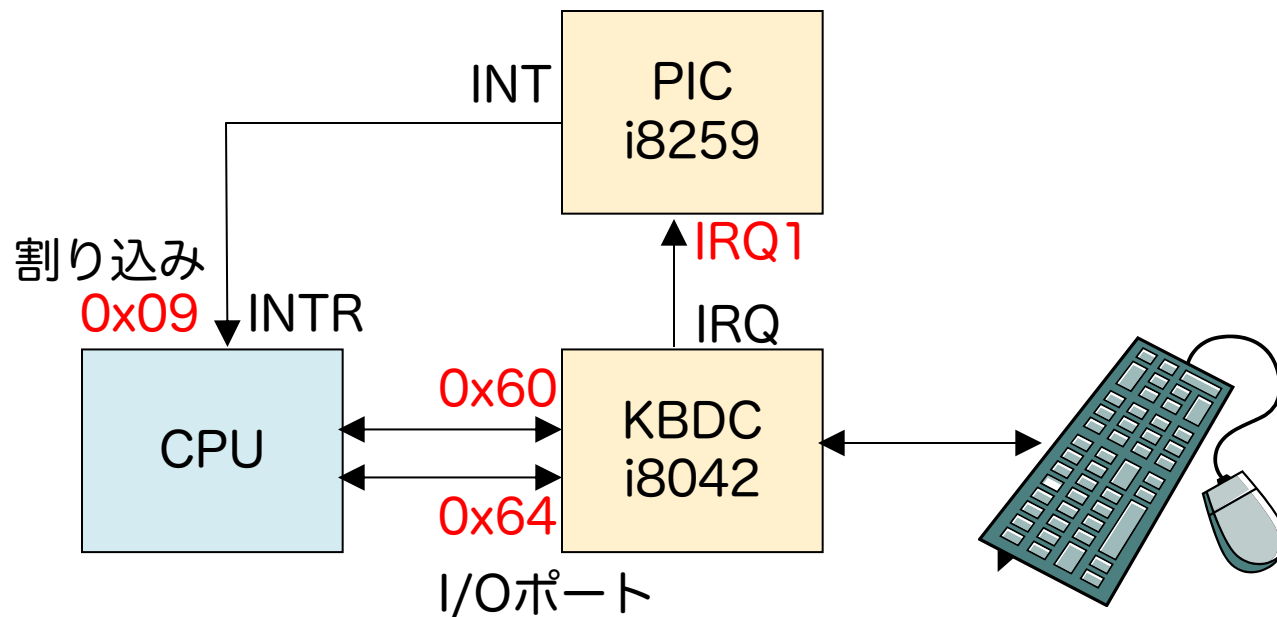 PIC
i8259
INT
IRQ1
割り込み
0x09
INTR
IRQ
0x60
KBDC
i8042
CPU
0x64
I/Oポート